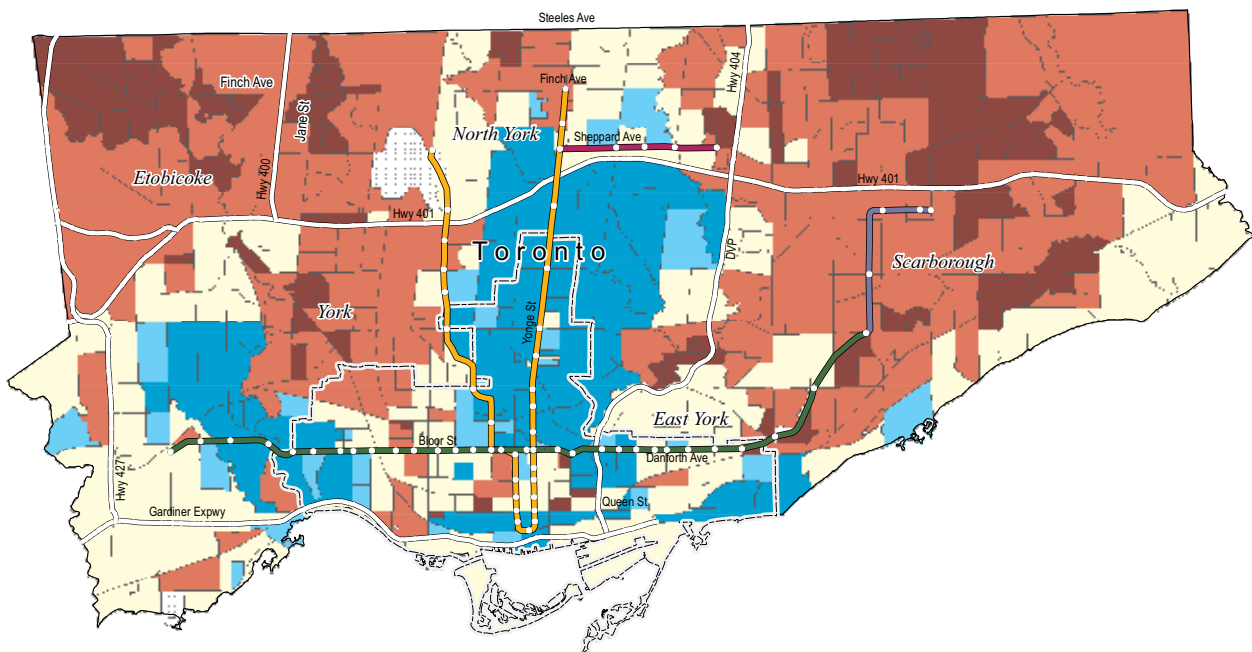 Steeles Ave
Finch Ave
Finch Ave
Hwy 404
Jane St
North York
Sheppard Ave
Etobicoke
Hwy 400
Hwy 401
Hwy 401
Toronto
DVP
Scarborough
York
Yonge St
East York
Bloor St
Danforth Ave
Hwy 427
Queen St
Gardiner Expwy